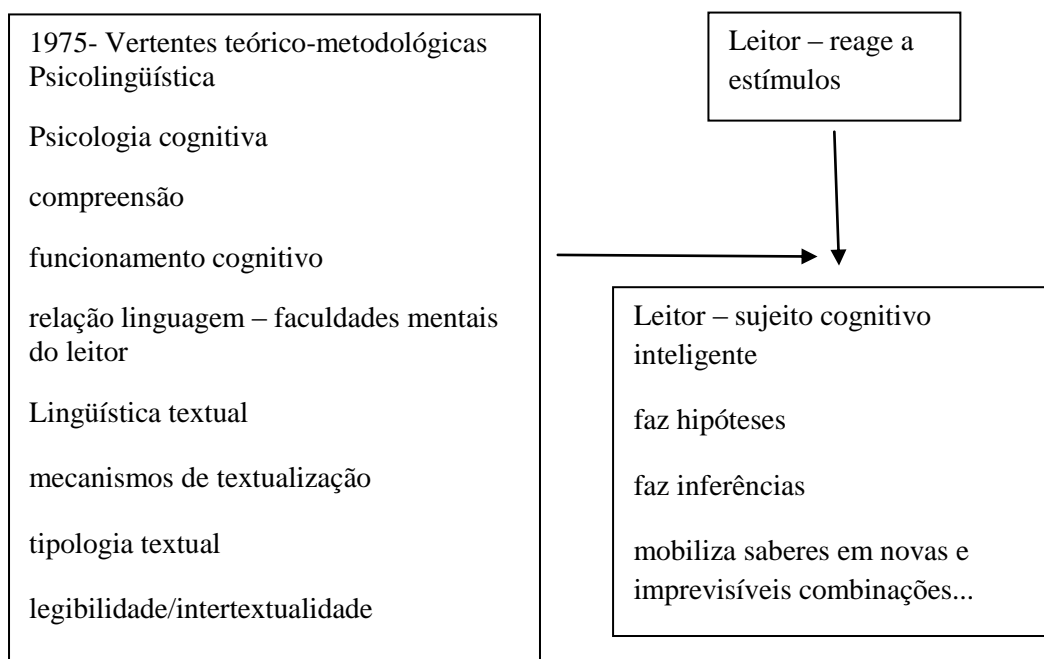 1975- Vertentes teórico-metodológicas
Psicolingüística
Psicologia cognitiva
compreensão
funcionamento cognitivo
relação linguagem – faculdades mentais
do leitor
Lingüística textual
mecanismos de textualização
tipologia textual
legibilidade/intertextualidade
Leitor – reage a
estímulos
Leitor – sujeito cognitivo
inteligente
faz hipóteses
faz inferências
mobiliza saberes em novas e
imprevisíveis combinações...